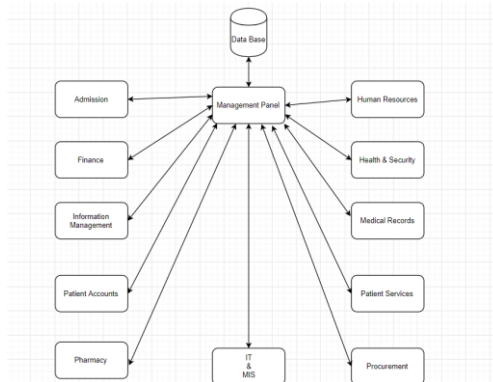 Data Base
Admission
Management Panel
Human Resources
Finance
Health & Security
Information
Management
Medical Records
Patient Accounts
Patient Services
Pharmacy
IT
&
MIS
Procurement